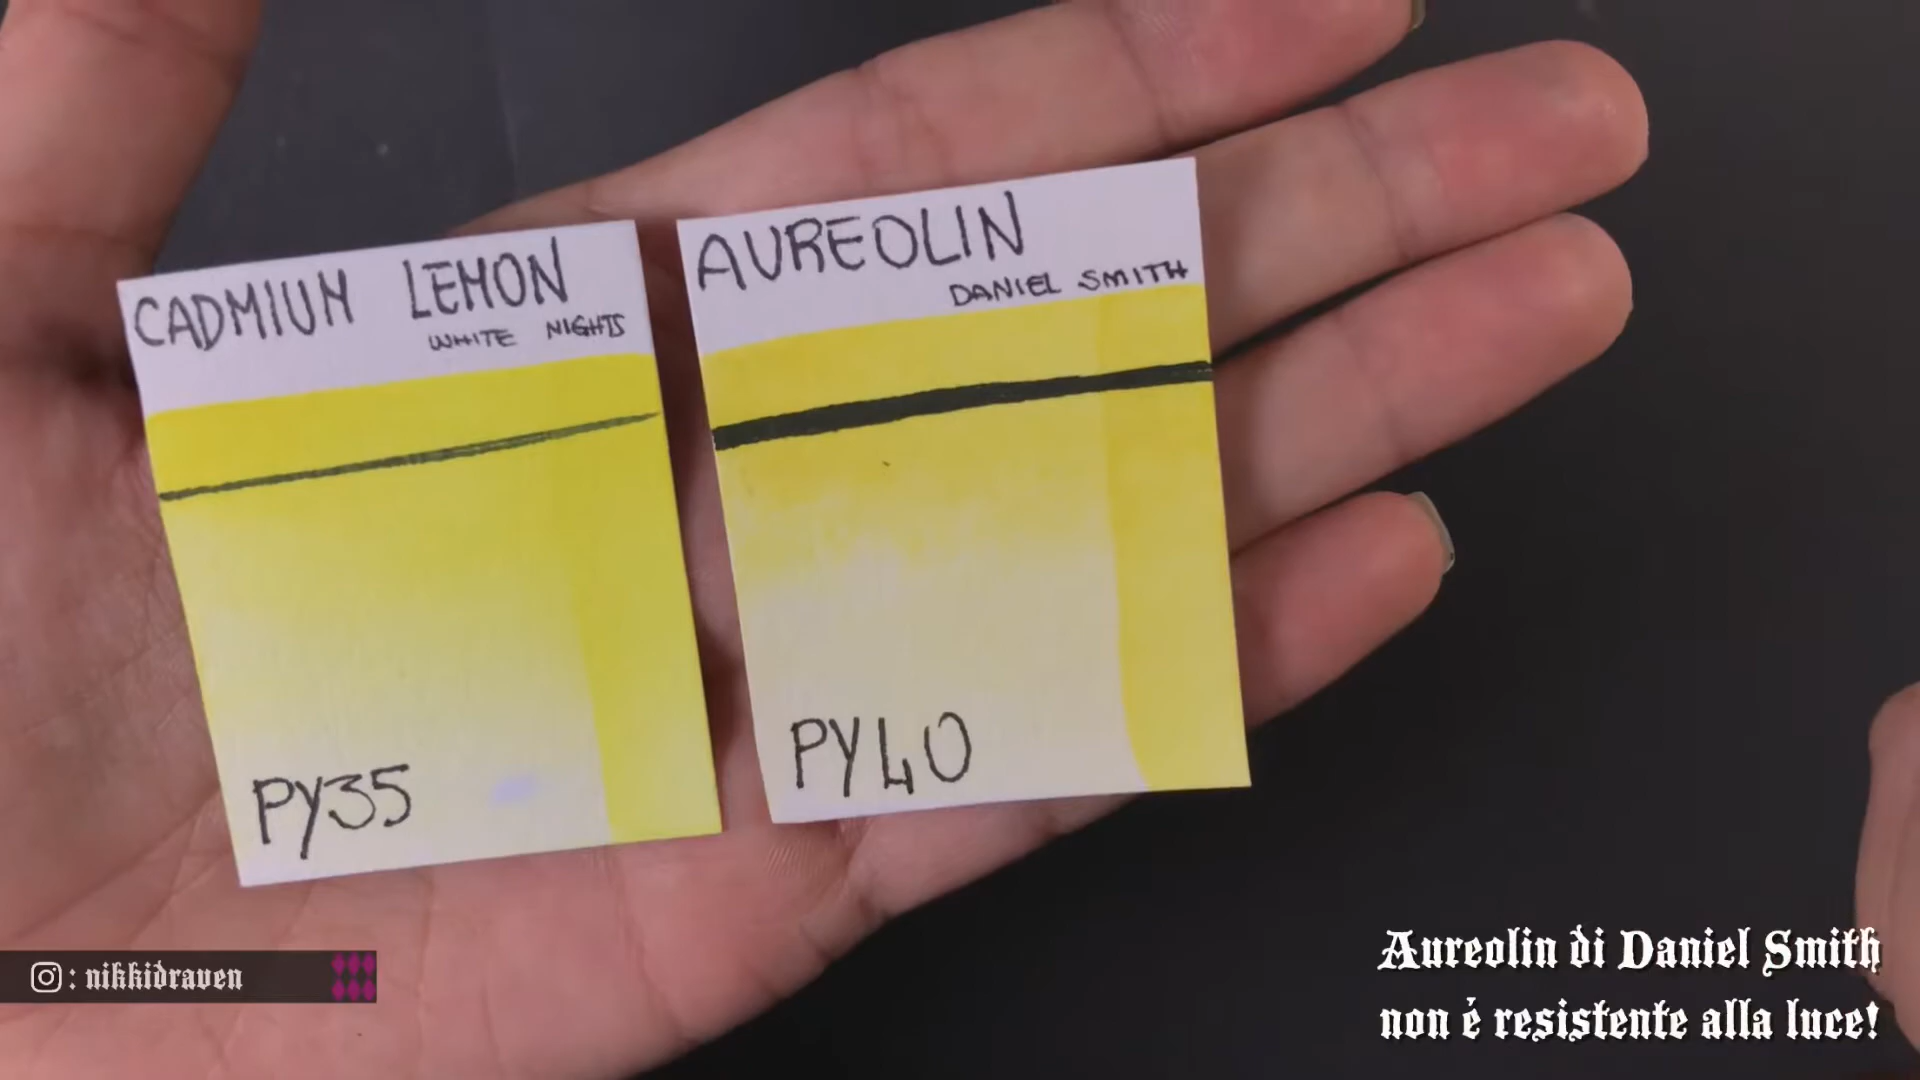 CADMIUM LEMON
WHITE NIGHTS
PY35
AUREOLIN
DANIEL SMITH
PY40
: nikkidraven
Aureolin di Daniel Smith
non é resistente alla luce!